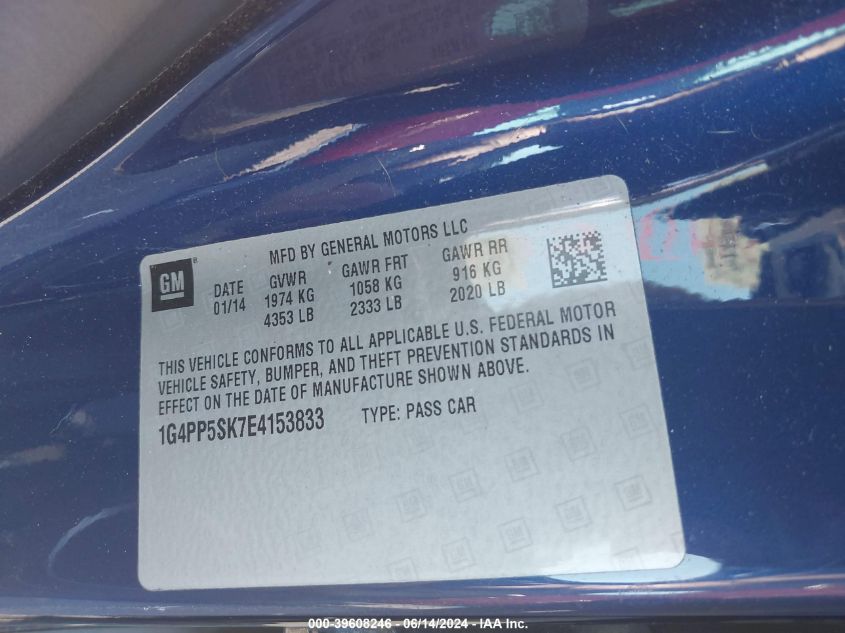 MFD BY GENERAL MOTORS LLC
GM
DATE GVWR GAWR FRT GAWR RR
01/14 1974 KG 1058 KG 916 KG
4353 LB 2333 LB 2020 LB
THIS VEHICLE CONFORMS TO ALL APPLICABLE U.S. FEDERAL MOTOR
VEHICLE SAFETY, BUMPER, AND THEFT PREVENTION STANDARDS IN
EFFECT ON THE DATE OF MANUFACTURE SHOWN ABOVE.
1G4PP5SK7E4153833 TYPE: PASS CAR
000-39608246 - 06/14/2024 - IAA Inc.